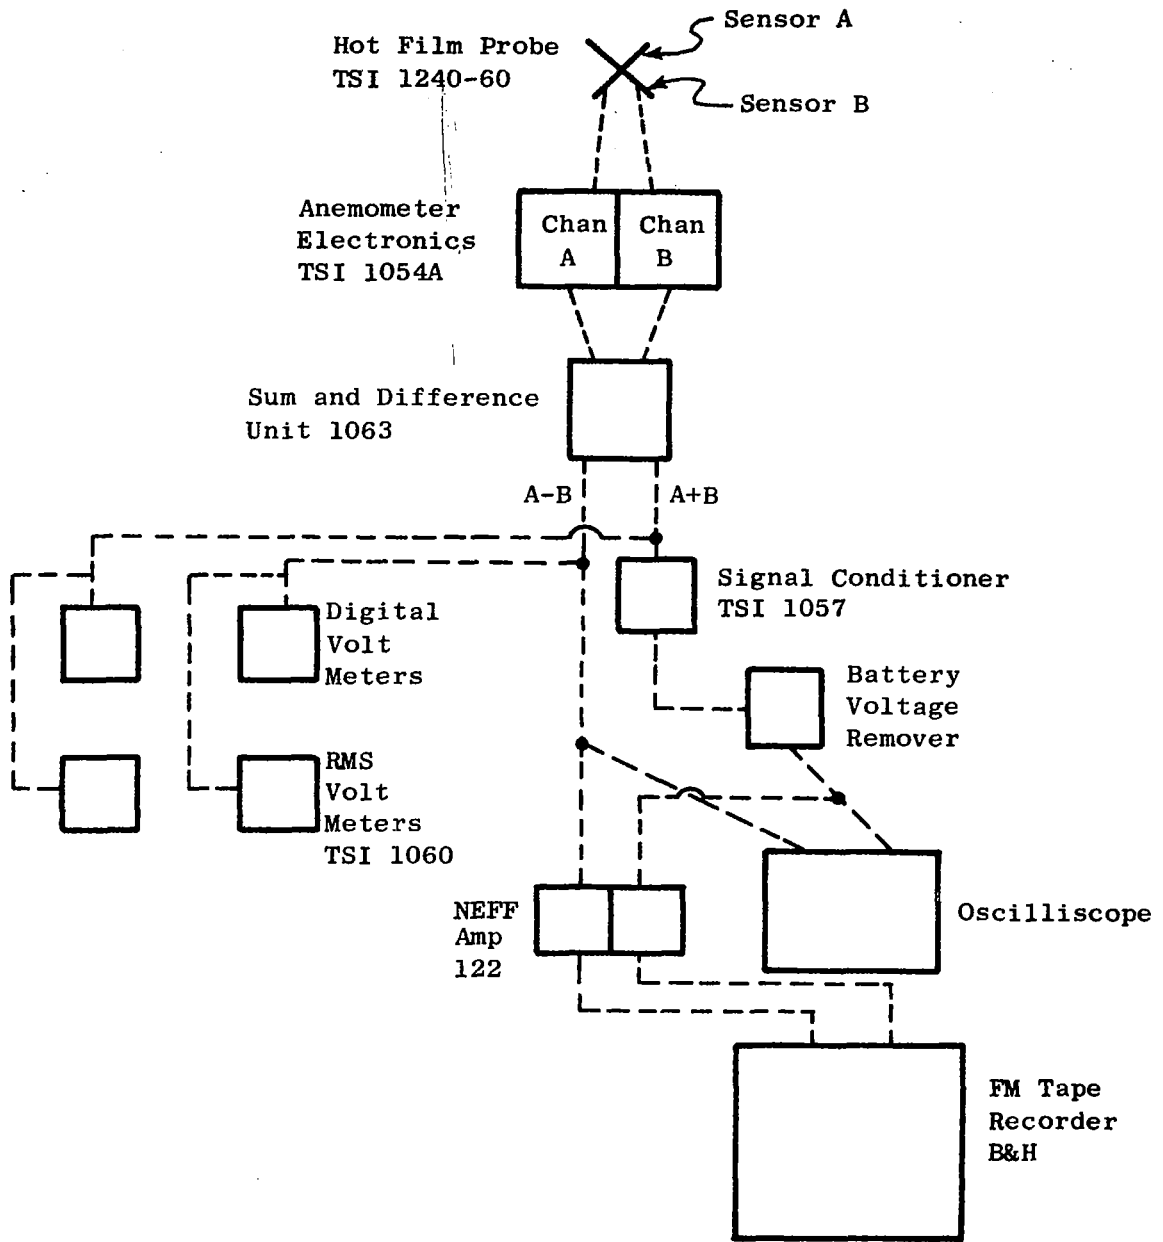 Sensor A
Hot Film Probe
TSI 1240-60
Sensor B
Anemometer
Electronics
TSI 1054A
Chan
A
Chan
B
Sum and Difference
Unit 1063
A-B
A+B
Signal Conditioner
TSI 1057
Digital
Volt
Meters
Battery
Voltage
Remover
RMS
Volt
Meters
TSI 1060
NEFF
Amp
122
Oscilliscope
FM Tape
Recorder
B&H